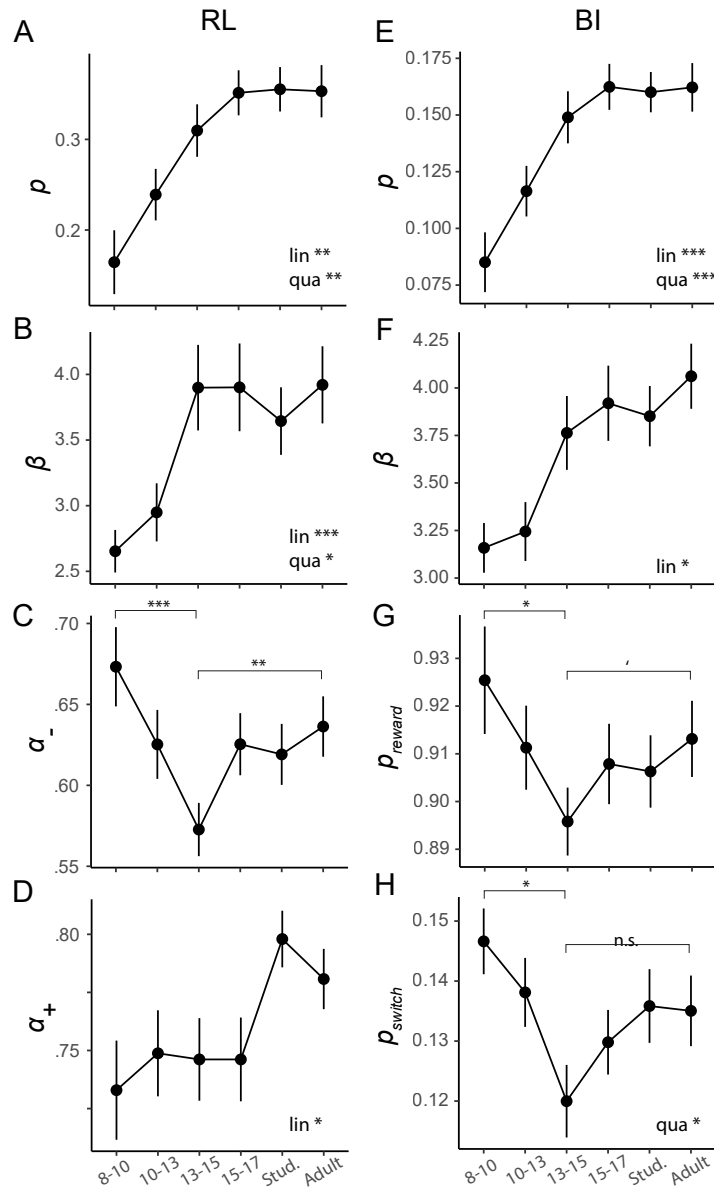 RL
BI
A
0.3
0.2
p
lin **
qua **
E
0.175
0.150
0.125
0.100
0.075
p
lin ***
qua ***
B
4.0
3.5
3.0
2.5
β
lin ***
qua *
F
4.25
4.00
3.75
3.50
3.25
3.00
β
lin *
C
.70
.65
.60
.55
α-
***
**
G
0.93
0.92
0.91
0.90
0.89
p reward
*
′
D
.80
.75
α+
lin *
8-10 10-13 13-15 15-17 Stud. Adult
H
0.15
0.14
0.13
0.12
p switch
*
n.s.
qua *
8-10 10-13 13-15 15-17 Stud. Adult